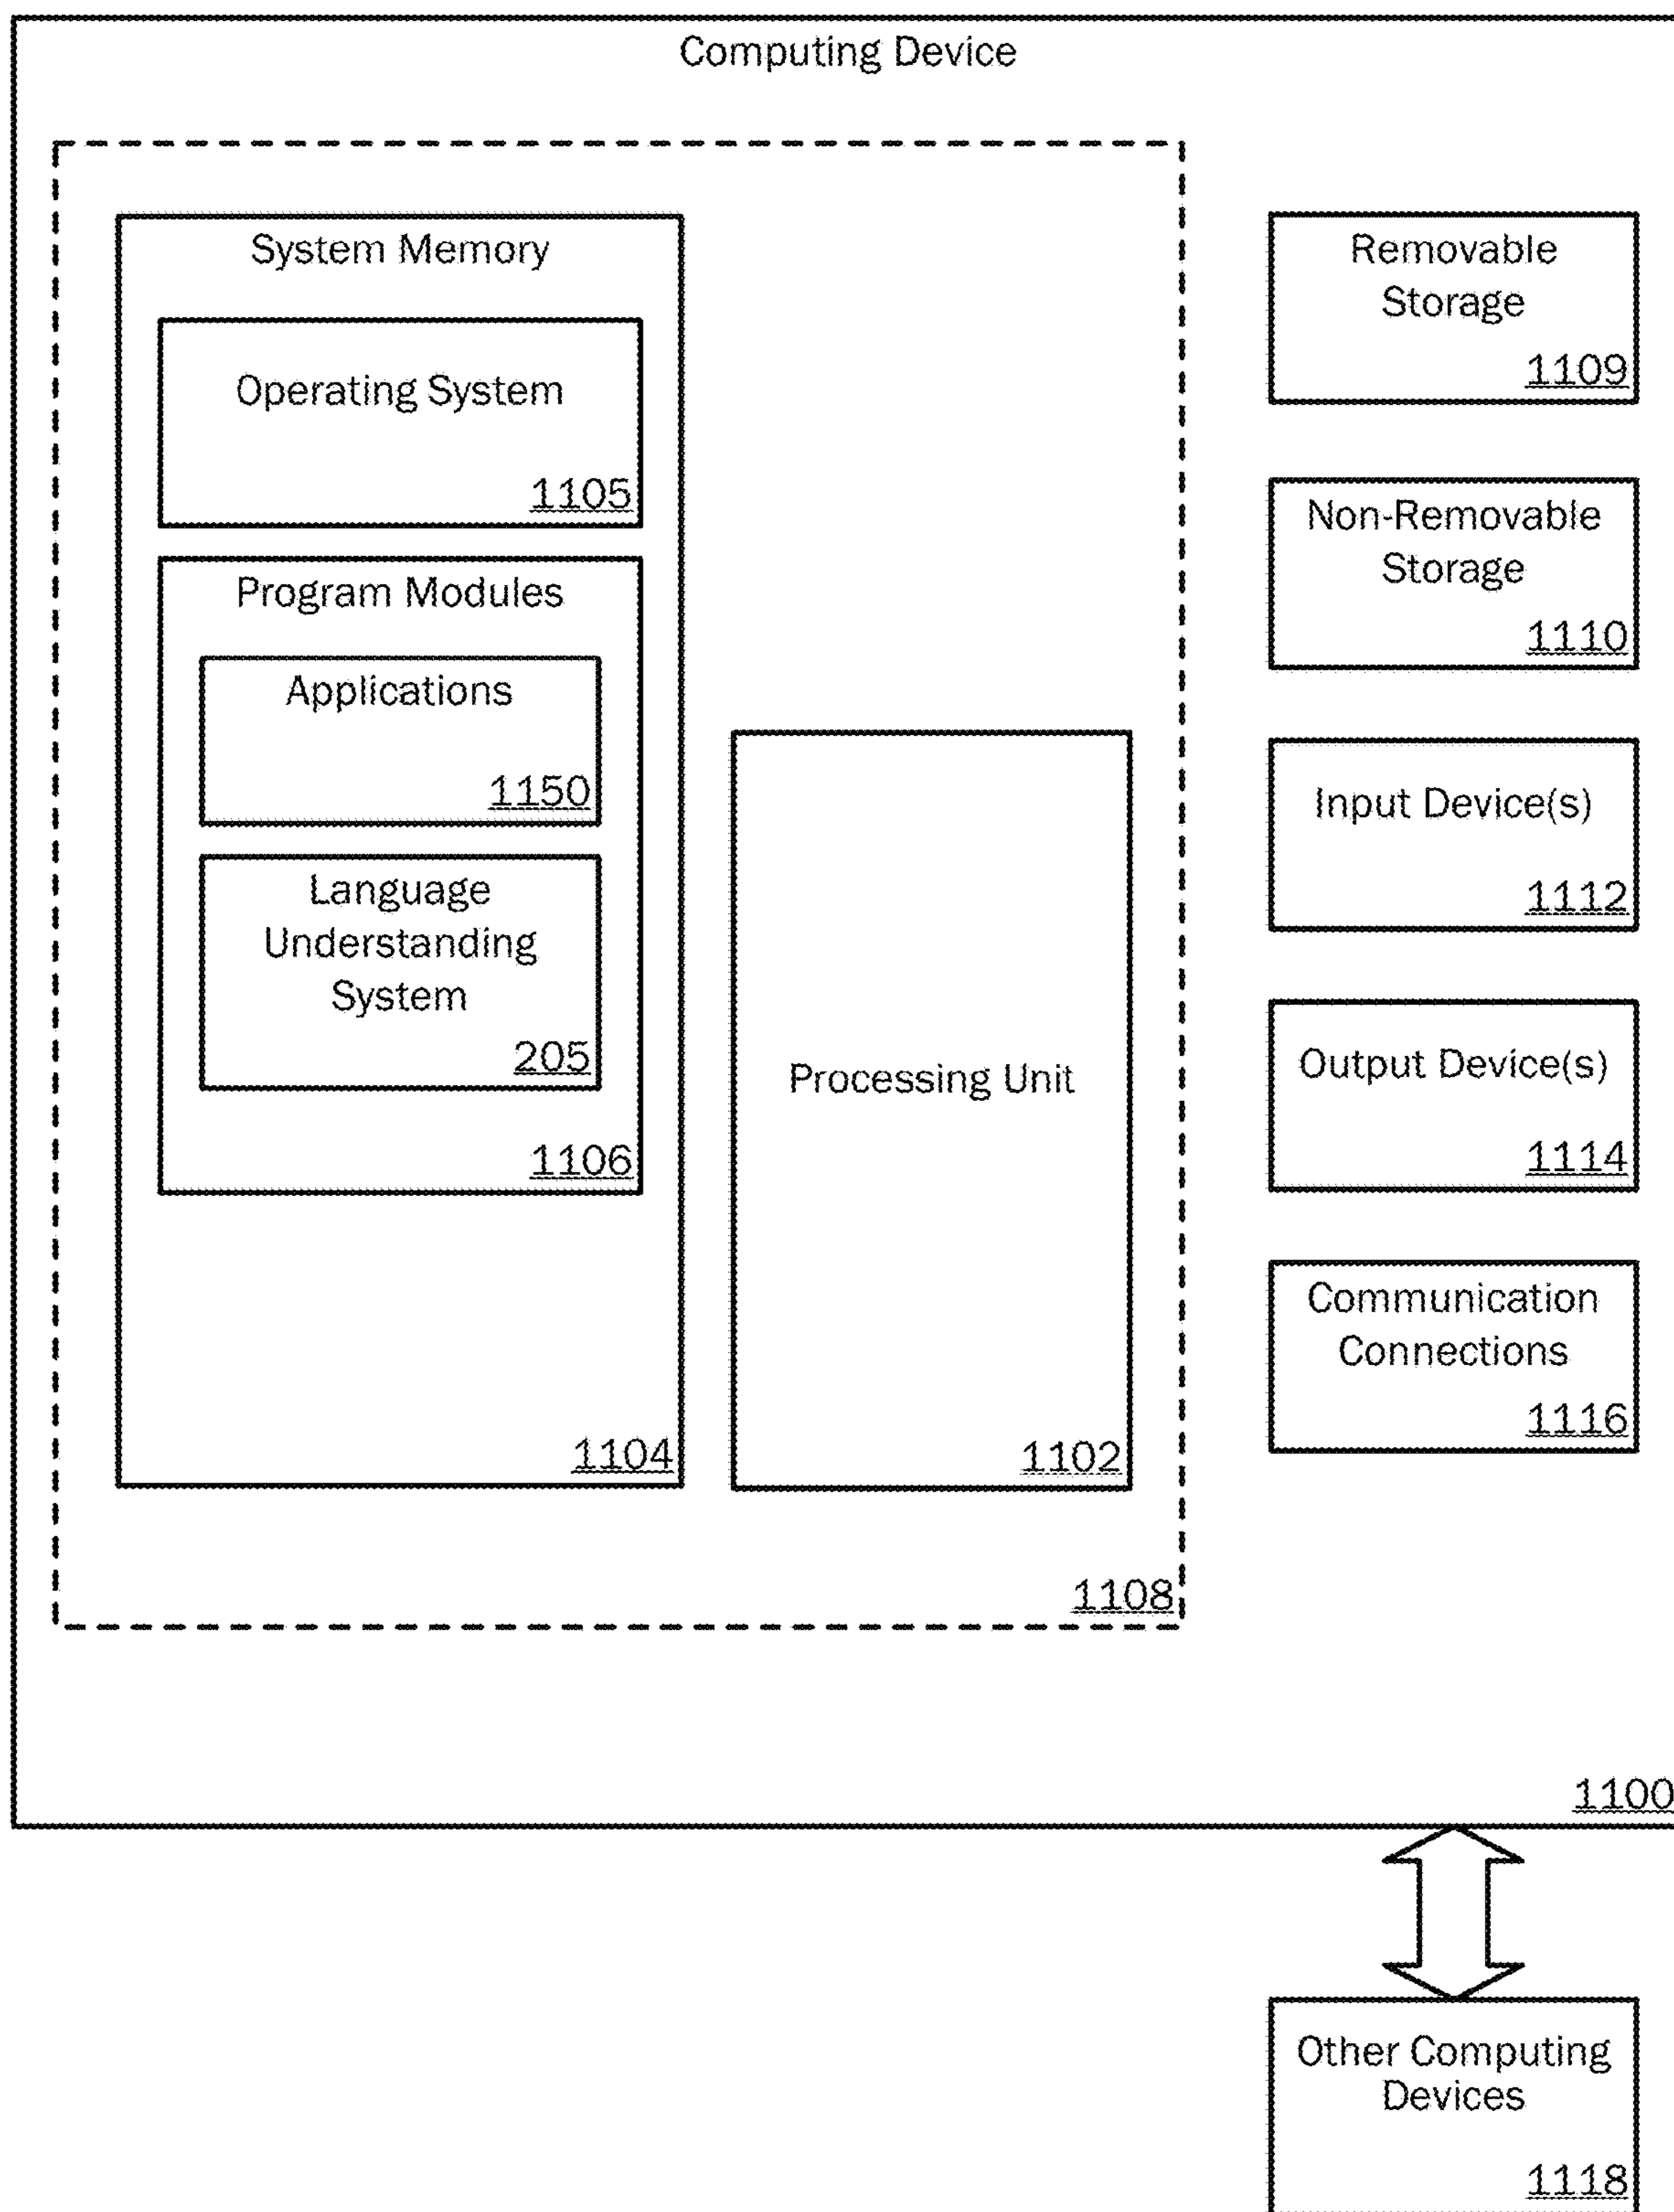 Computing Device
System Memory
Operating System
1105
Program Modules
Applications
1150
Language
Understanding
System
205
1106
1104
Processing Unit
1102
1108
Removable
Storage
1109
Non-Removable
Storage
1110
Input Device(s)
1112
Output Device(s)
1114
Communication
Connections
1116
1100
Other Computing
Devices
1118